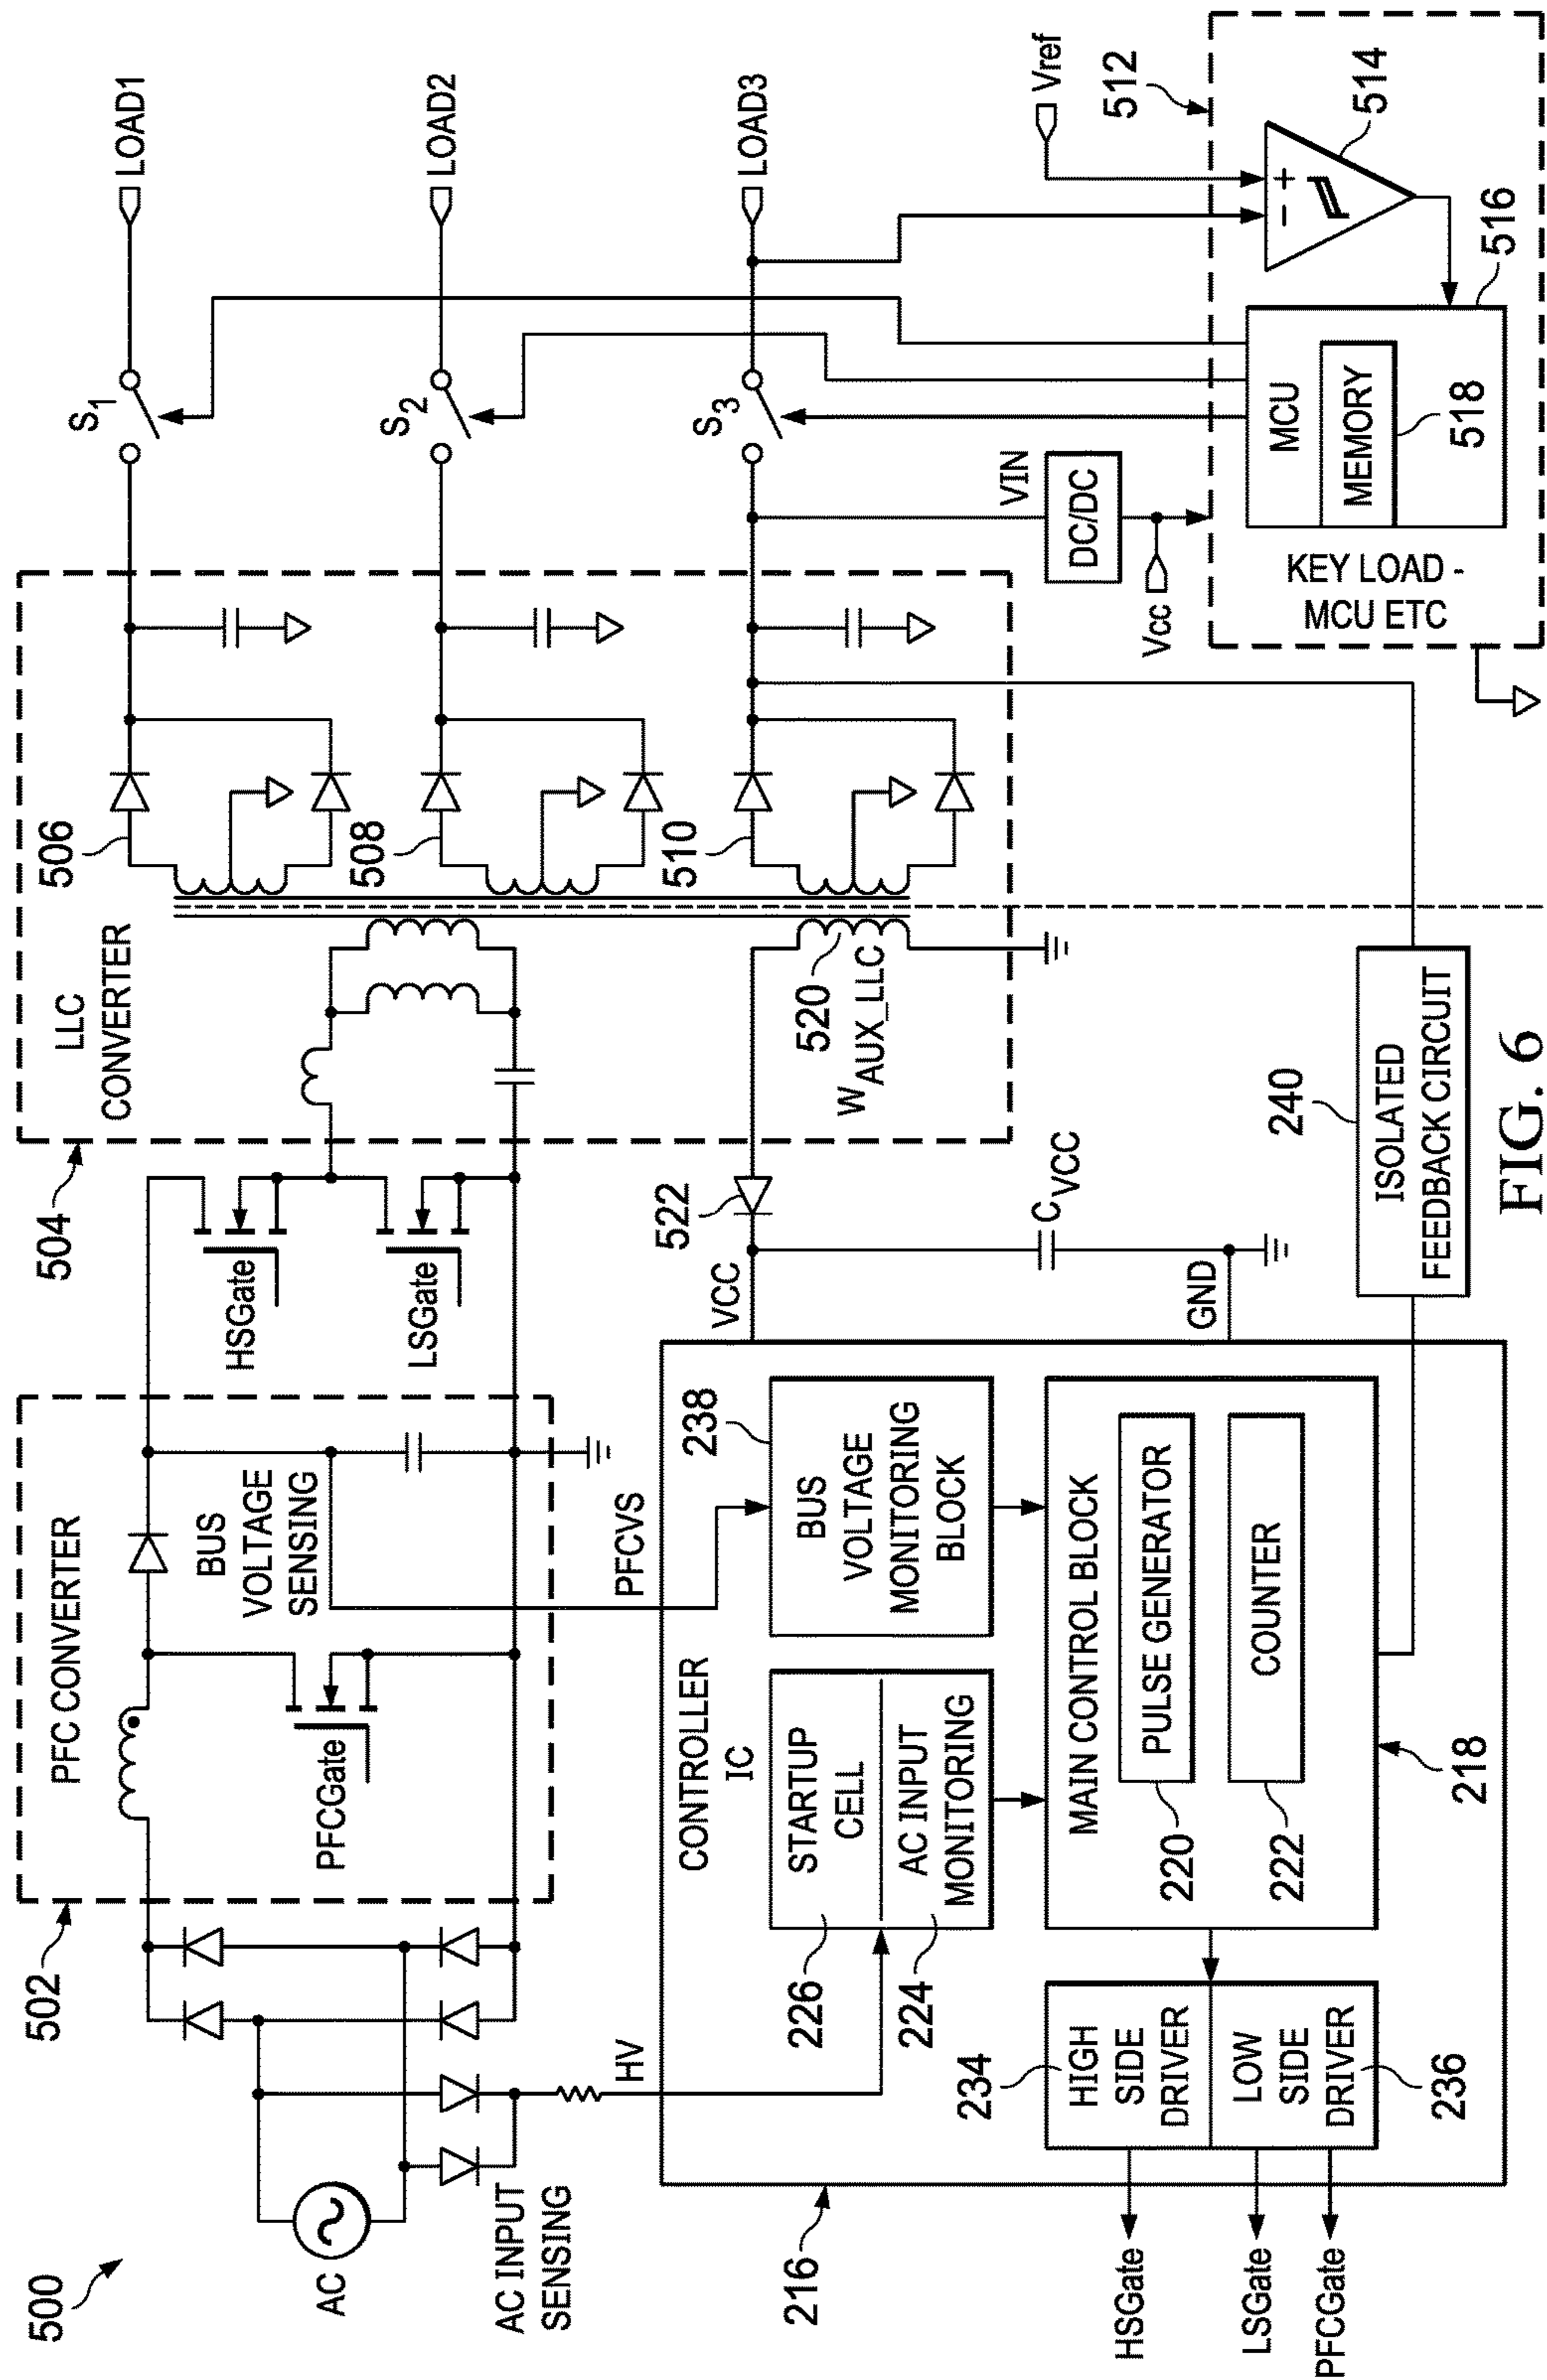 500
AC
AC INPUT
SENSING
HV
502
PFC CONVERTER
PFCGate
BUS
VOLTAGE
SENSING
PFCVS
504
HSGate
LSGate
LLC
CONVERTER
506
508
510
520
WAUX_LLC
522
VCC
CVCC
GND
S1
S2
S3
LOAD1
LOAD2
LOAD3
VIN
DC/DC
Vcc
Vref
512
514
516
MCU
MEMORY
518
KEY LOAD -
MCU ETC
216
CONTROLLER
IC
STARTUP
CELL
226
AC INPUT
MONITORING
224
238
BUS
VOLTAGE
MONITORING
BLOCK
MAIN CONTROL BLOCK
PULSE GENERATOR
220
COUNTER
222
218
234
HIGH
SIDE
DRIVER
LOW
SIDE
DRIVER
236
HSGate
LSGate
PFCGate
240
ISOLATED
FEEDBACK CIRCUIT
FIG. 6